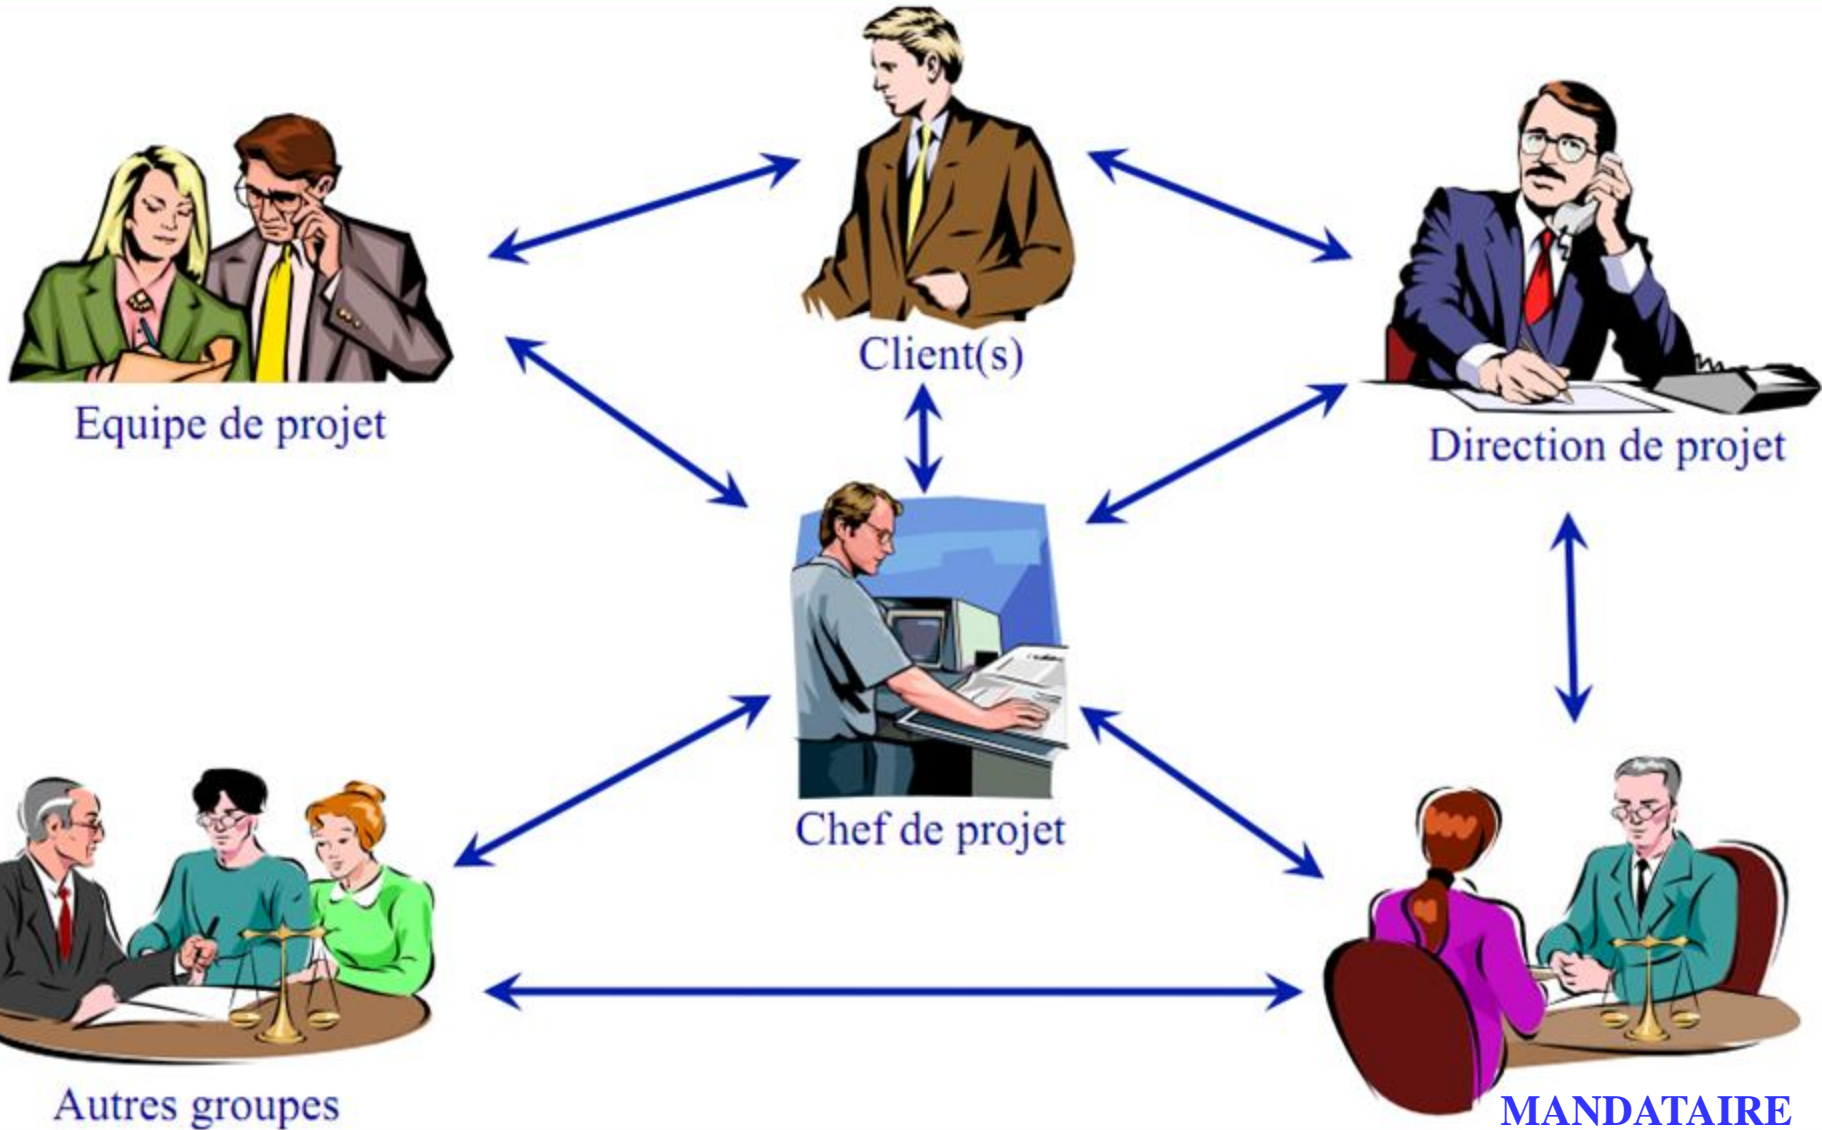 Client(s)
Equipe de projet
Direction de projet
Chef de projet
Autres groupes
MANDATAIRE